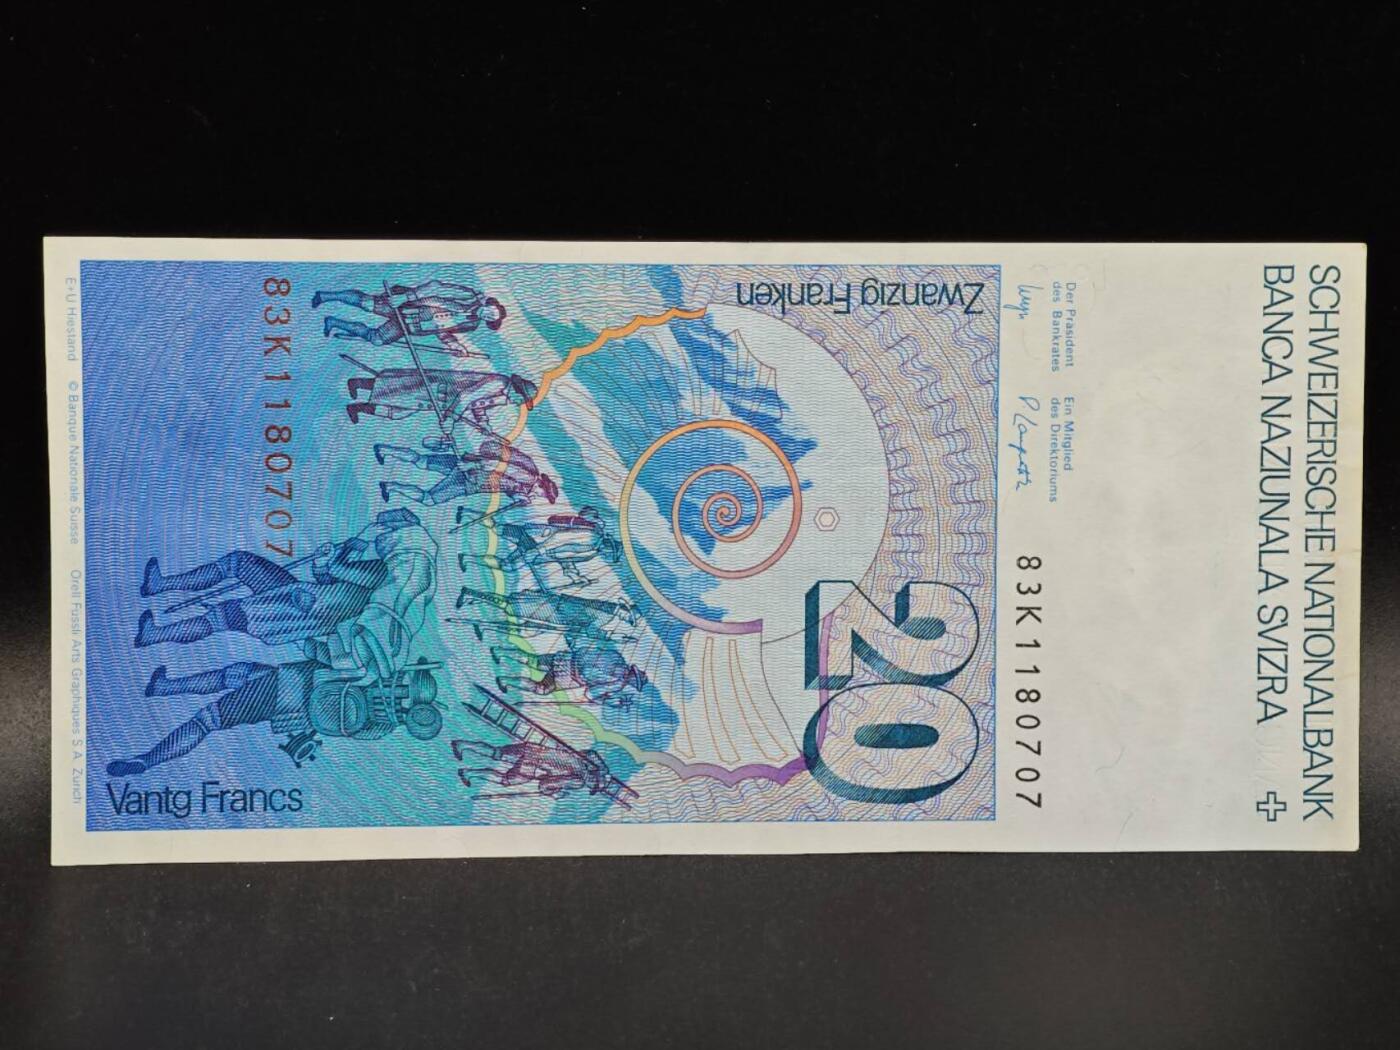 SCHWEIZERISCHE NATIONALBANK
BANCA NAZIUNALA SVIZRA
Der Präsident
des Bankrates
Ein Mitglied
des Direktoriums
83K1180707
Zwanzig Franken
20
83K1180707
Vantg Francs
E+U Hiestand © Banque Nationale Suisse Orell Füssli Arts Graphiques S.A. Zurich